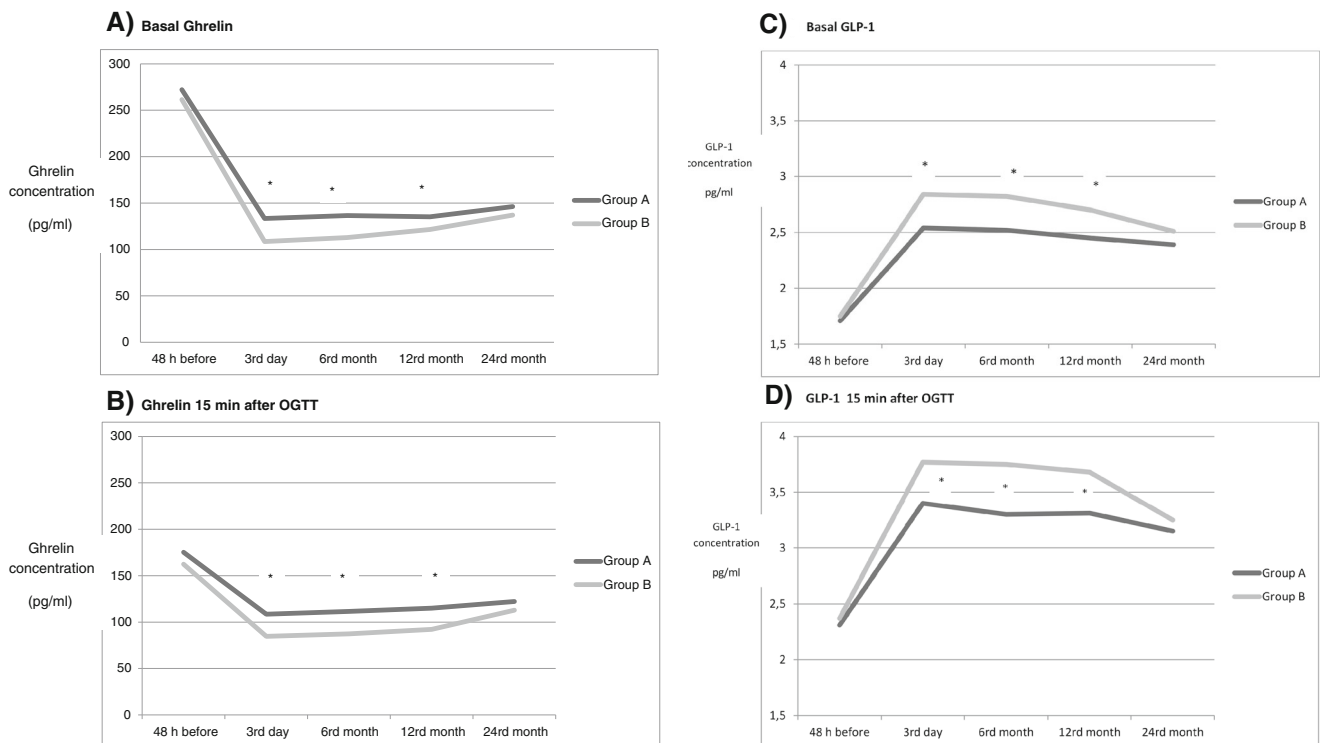 A) Basal Ghrelin
300
250
200
150
100
50
0
Ghrelin
concentration
(pg/ml)
* * *
Group A
Group B
48 h before 3rd day 6rd month 12rd month 24rd month
B) Ghrelin 15 min after OGTT
300
250
200
150
100
50
0
Ghrelin
concentration
(pg/ml)
* * *
Group A
Group B
48 h before 3rd day 6rd month 12rd month 24rd month
C) Basal GLP-1
4
3,5
3
2,5
2
1,5
GLP-1
concentration
pg/ml
* * *
Group A
Group B
48 h before 3rd day 6rd month 12rd month 24rd month
D) GLP-1 15 min after OGTT
4
3,5
3
2,5
2
1,5
GLP-1
concentration
pg/ml
* * *
Group A
Group B
48 h before 3rd day 6rd month 12rd month 24rd month